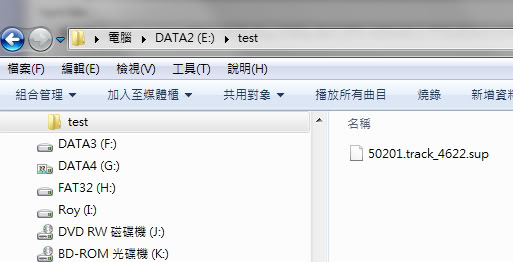 電腦 DATA2 (E:) test
檔案(F) 編輯(E) 檢視(V) 工具(T) 說明(H)
組合管理 加入至媒體櫃 共用對象 播放所有曲目 燒錄 新增資料
test
DATA3 (F:)
DATA4 (G:)
FAT32 (H:)
Roy (I:)
DVD RW 磁碟機 (J:)
BD-ROM 光碟機 (K:)
名稱
50201.track_4622.sup